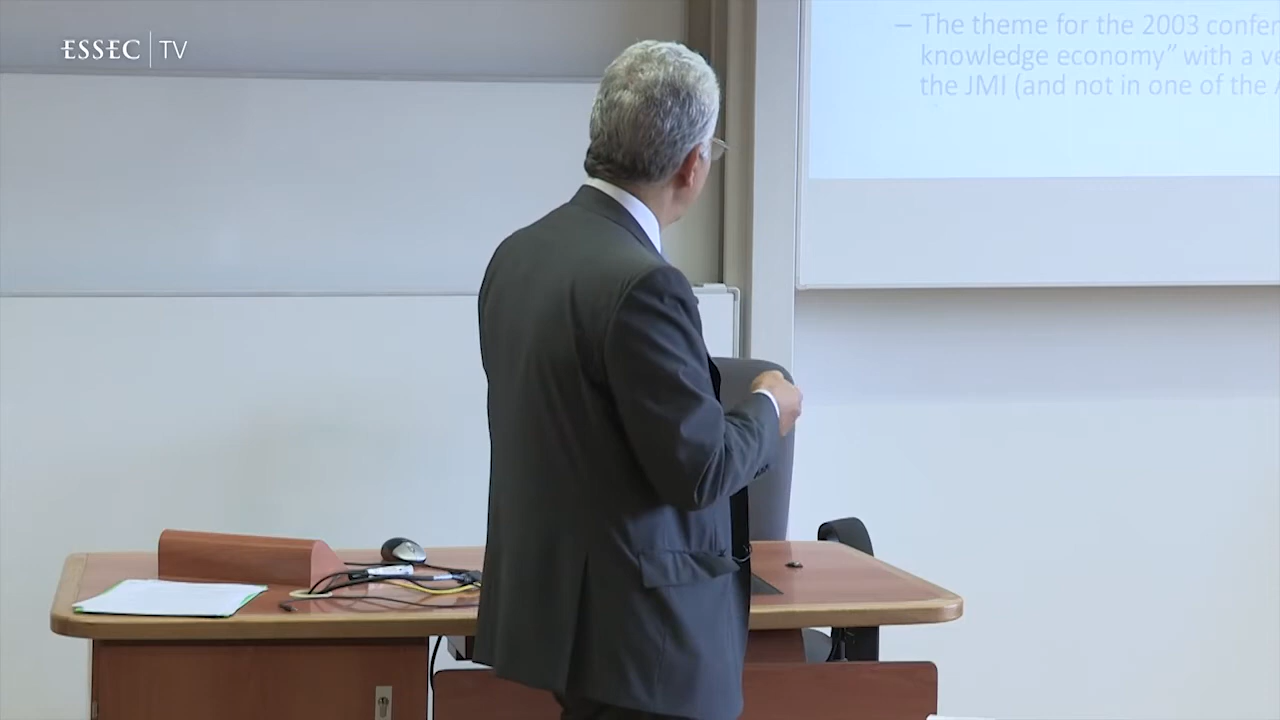 ESSEC TV
– The theme for the 2003
knowledge economy” with a
the JMI (and not in one of the